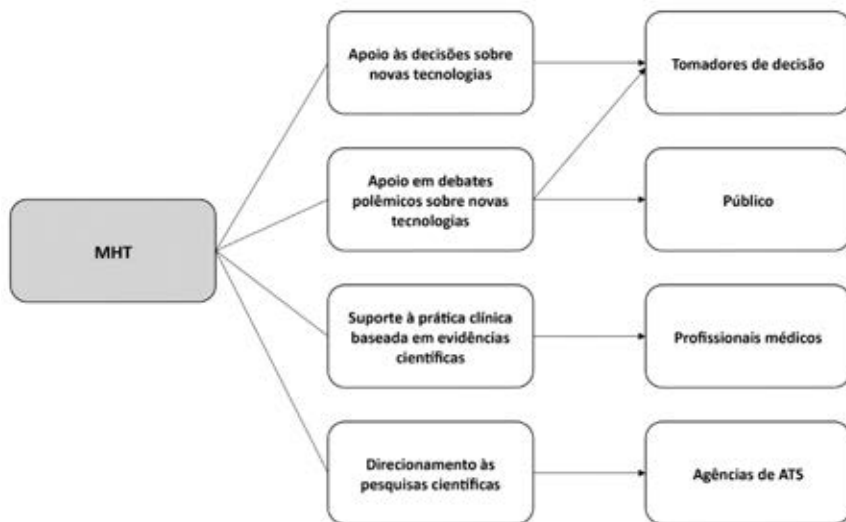 Apoio às decisões sobre
novas tecnologias
Tomadores de decisão
Apoio em debates
polêmicos sobre novas
tecnologias
Público
MHT
Suporte à prática clínica
baseada em evidências
científicas
Profissionais médicos
Direcionamento às
pesquisas científicas
Agências de ATS